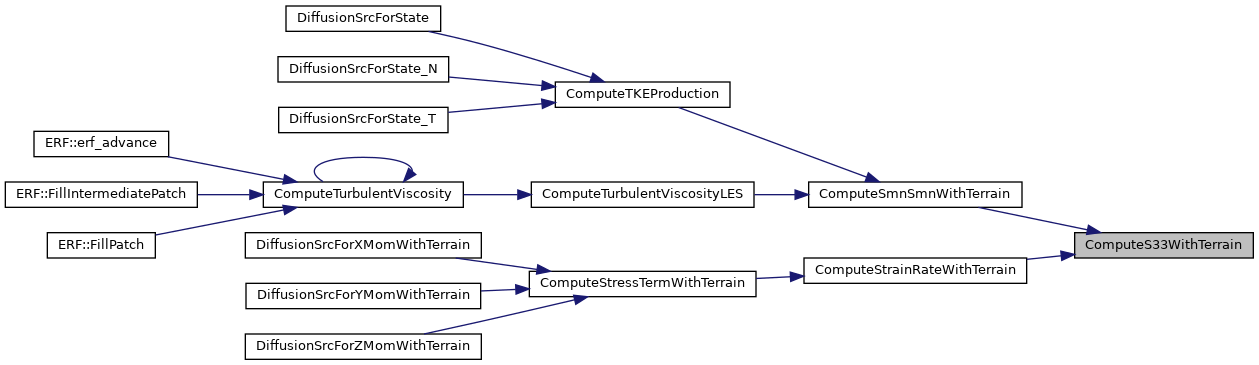 DiffusionSrcForState
DiffusionSrcForState_N
ComputeTKEProduction
DiffusionSrcForState_T
ERF::erf_advance
ERF::FillIntermediatePatch
ComputeTurbulentViscosity
ComputeTurbulentViscosityLES
ComputeSmnSmnWithTerrain
ERF::FillPatch
DiffusionSrcForXMomWithTerrain
ComputeS33WithTerrain
ComputeStrainRateWithTerrain
ComputeStressTermWithTerrain
DiffusionSrcForYMomWithTerrain
DiffusionSrcForZMomWithTerrain